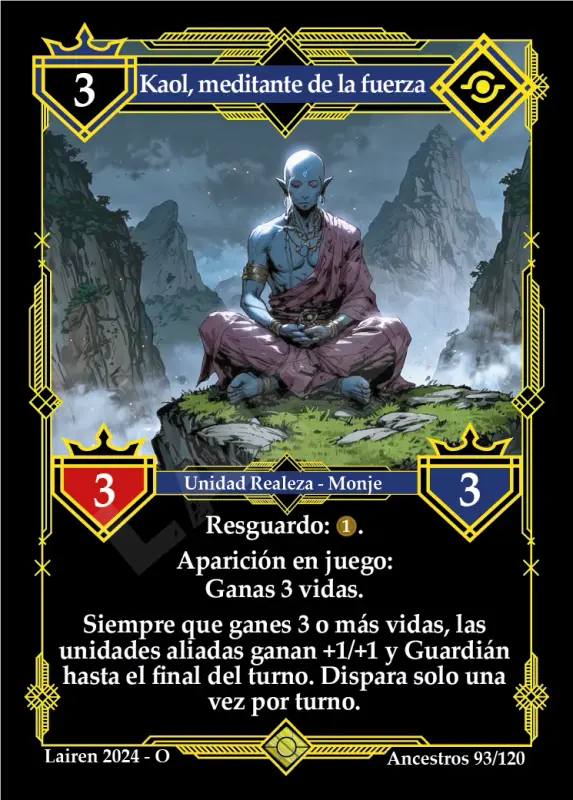 3
Kaol, meditante de la fuerza
3
Unidad Realeza - Monje
3
Resguardo: 1.
Aparición en juego:
Ganas 3 vidas.
Siempre que ganes 3 o más vidas, las
unidades aliadas ganan +1/+1 y Guardián
hasta el final del turno. Dispara solo una
vez por turno.
Lairen 2024 - O
Ancestros 93/120